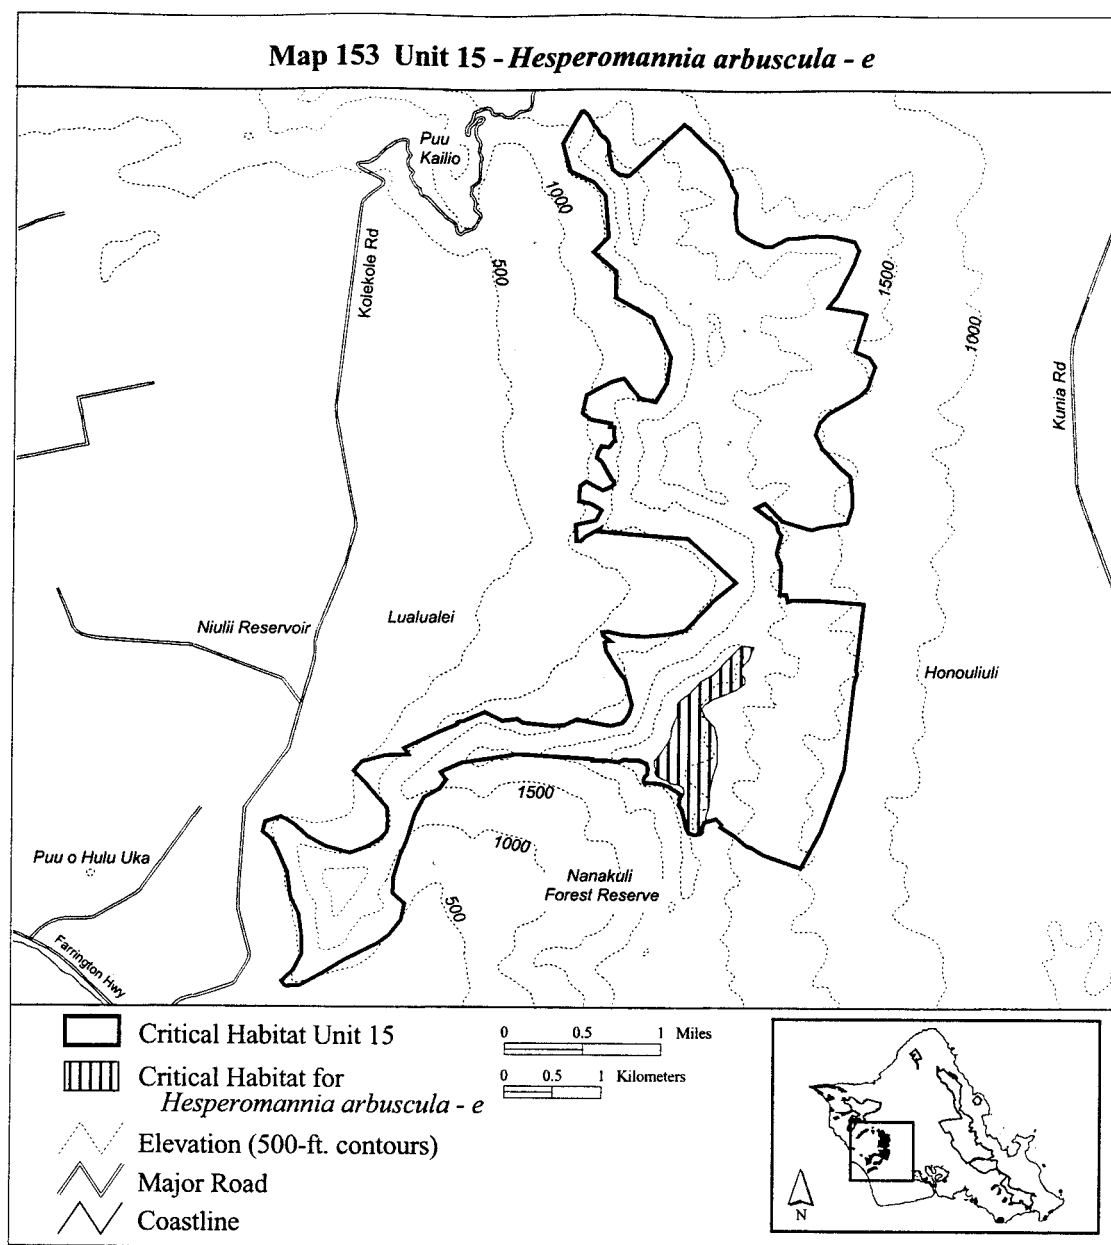 Map 153 Unit 15 - Hesperomannia arbuscula - e
Puu
Kailio
1000
Kolekole Rd
500
1500
1000
Kunia Rd
Niulii Reservoir
Lualualei
Honouliuli
1500
1000
Puu o Hulu Uka
Nanakuli
Forest Reserve
500
Farrington Hwy
Critical Habitat Unit 15
Critical Habitat for
Hesperomannia arbuscula - e
Elevation (500-ft. contours)
Major Road
Coastline
0 0.5 1 Miles
0 0.5 1 Kilometers
N